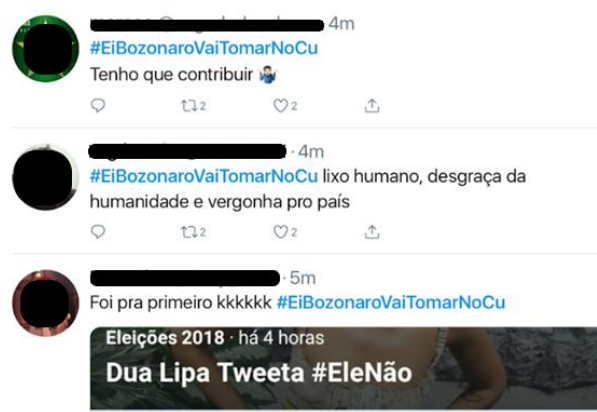 4m
#EiBozonaroVaiTomarNoCu
Tenho que contribuir 🤷🏻‍♂️
2 2
· 4m
#EiBozonaroVaiTomarNoCu lixo humano, desgraça da
humanidade e vergonha pro país
2 2
· 5m
Foi pra primeiro kkkkkk #EiBozonaroVaiTomarNoCu
Eleições 2018 · há 4 horas
Dua Lipa Tweeta #EleNão